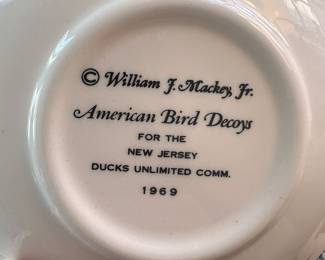 © William J. Mackey, Jr.
American Bird Decoys
FOR THE
NEW JERSEY
DUCKS UNLIMITED COMM.
1969